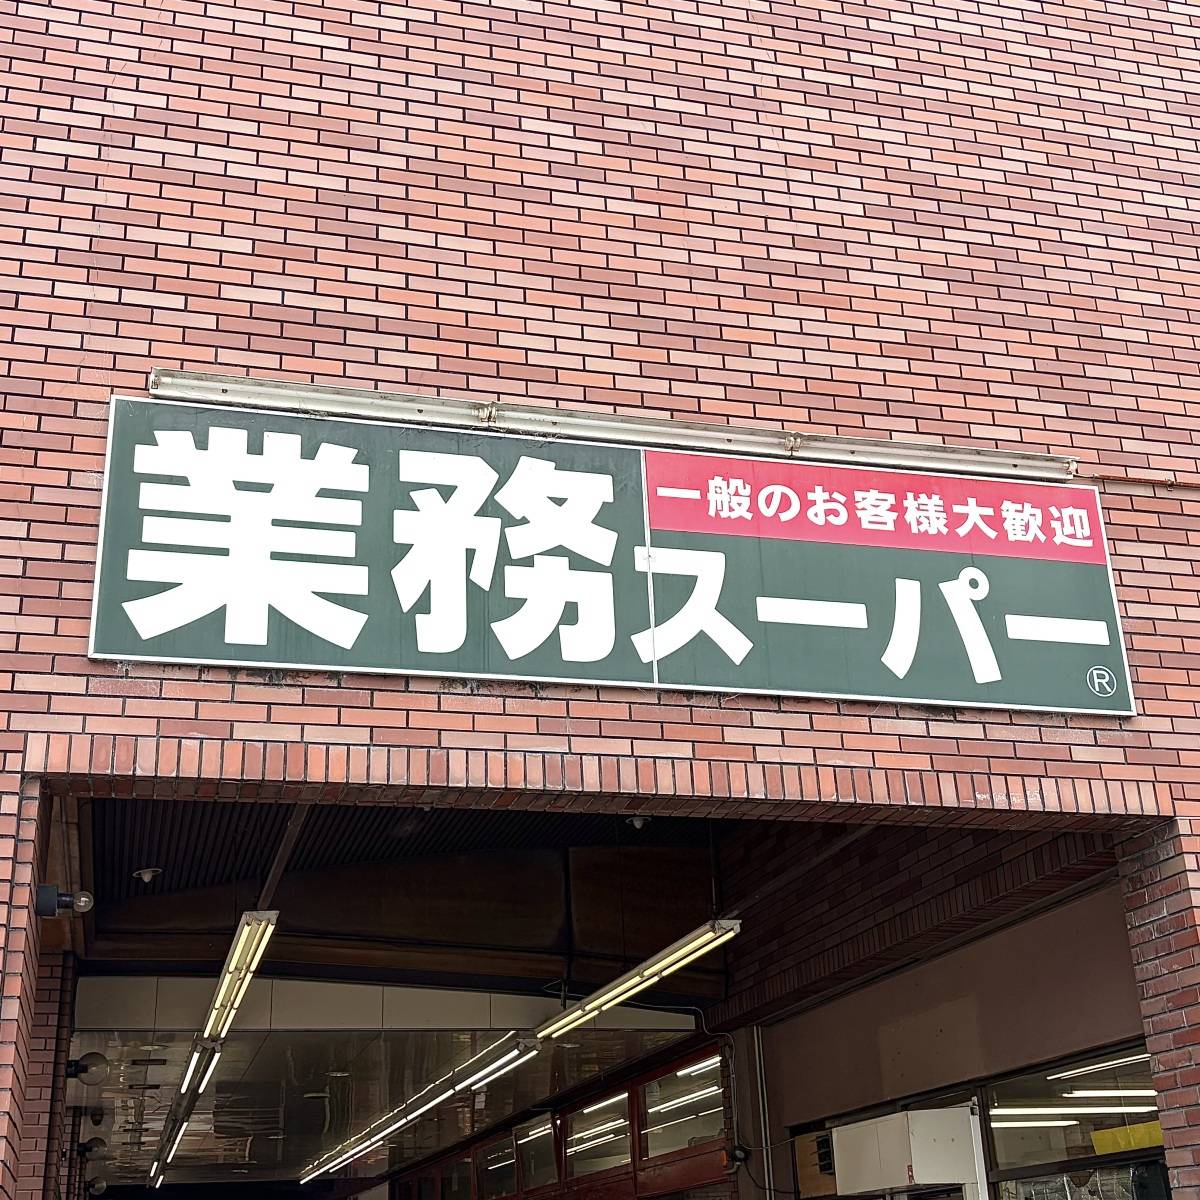 業務スーパー
一般のお客様大歓迎
®